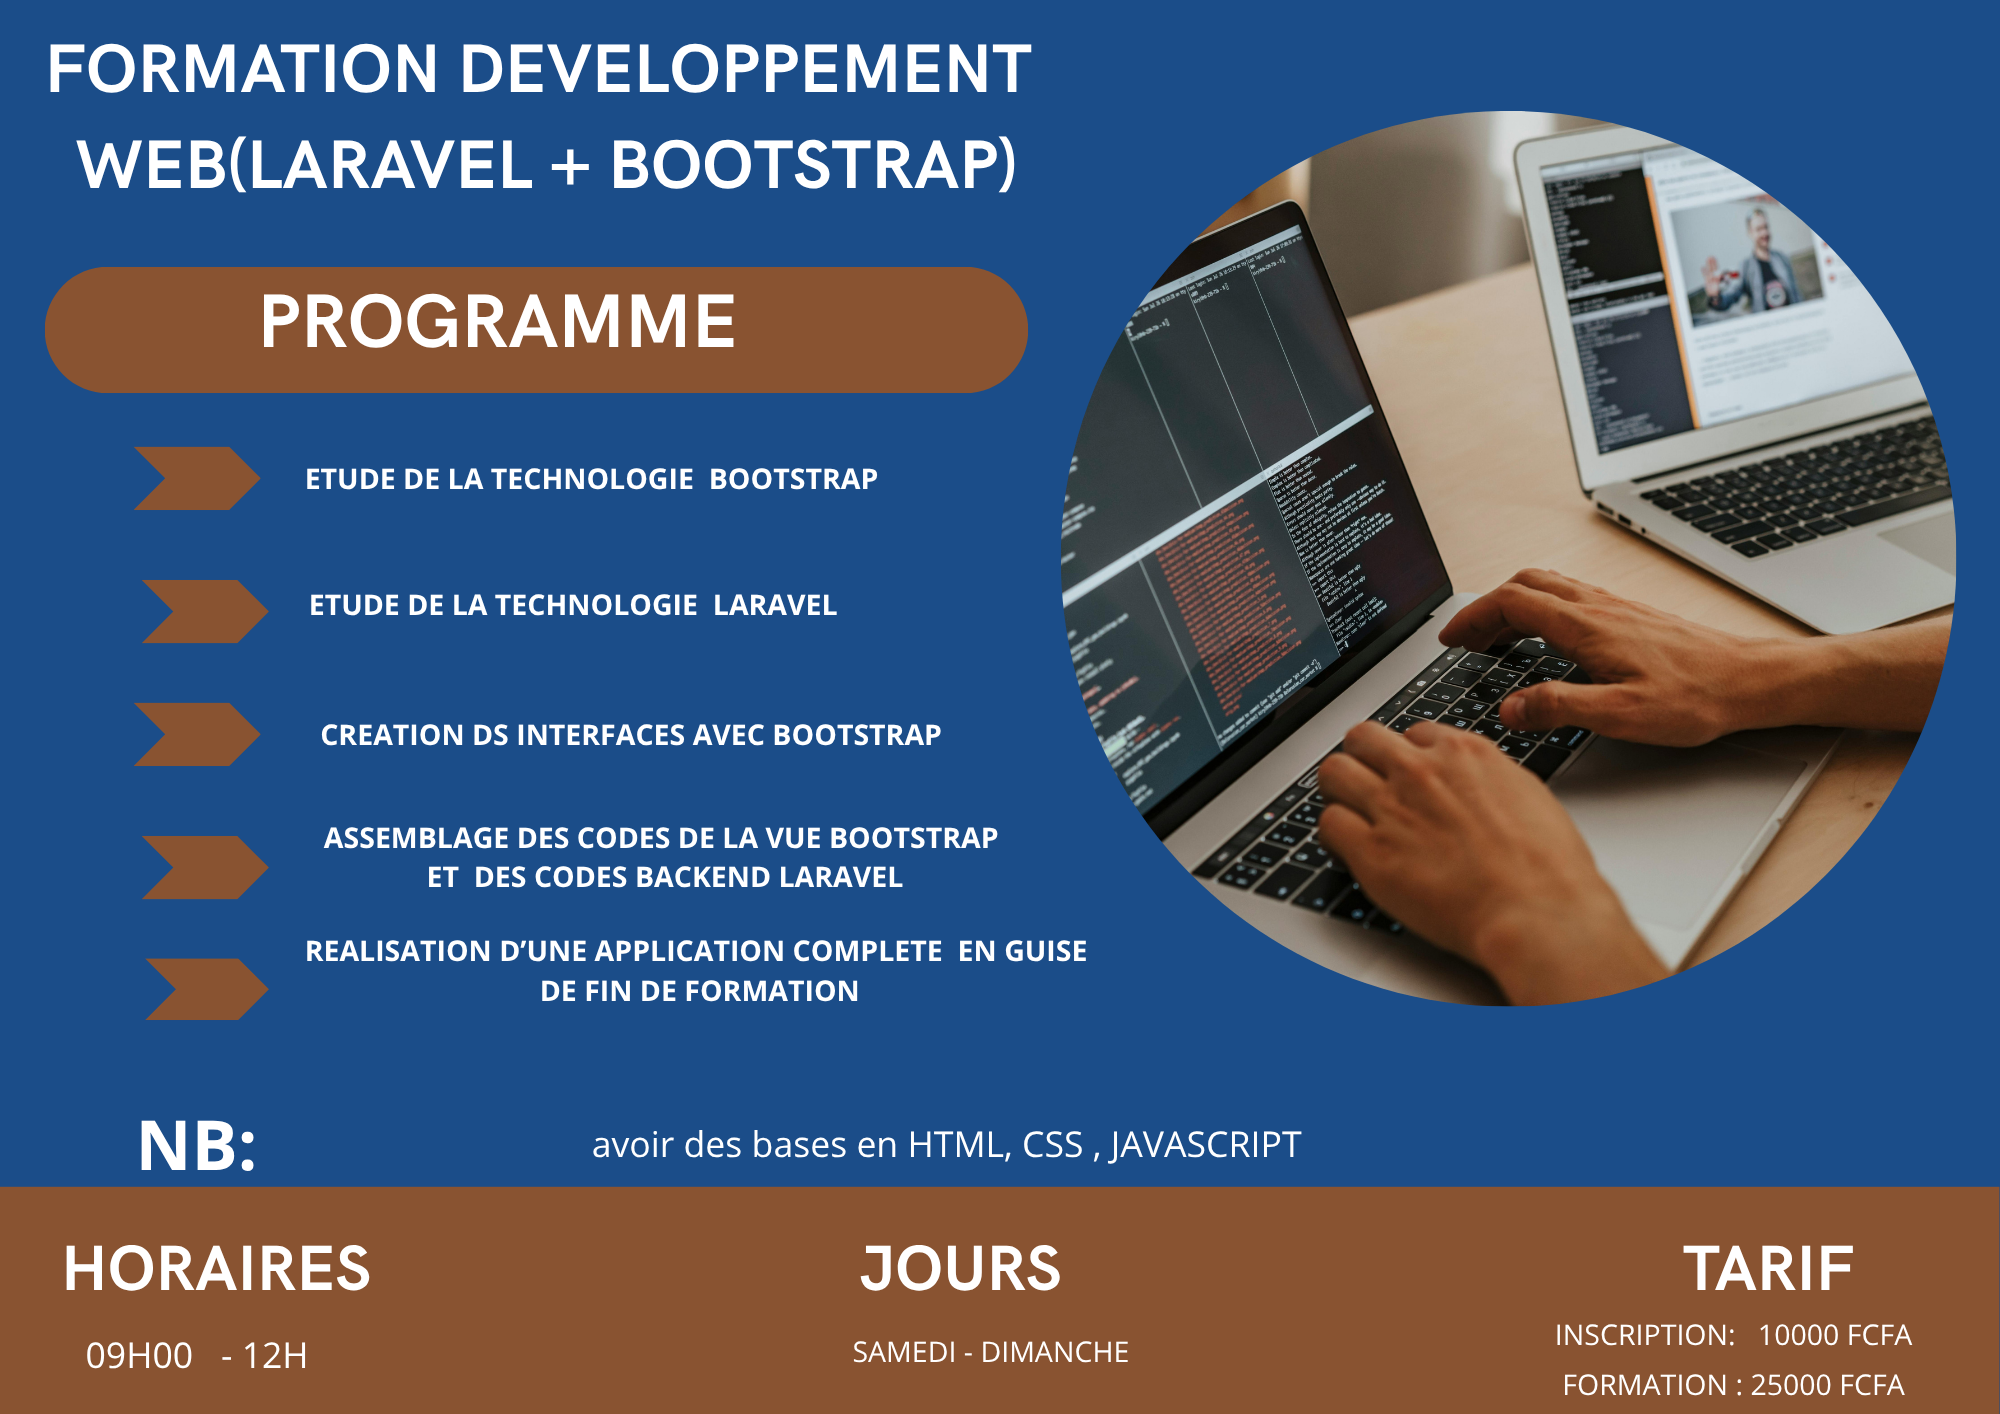 FORMATION DEVELOPPEMENT
WEB(LARAVEL + BOOTSTRAP)
PROGRAMME
ETUDE DE LA TECHNOLOGIE BOOTSTRAP
ETUDE DE LA TECHNOLOGIE LARAVEL
CREATION DS INTERFACES AVEC BOOTSTRAP
ASSEMBLAGE DES CODES DE LA VUE BOOTSTRAP
ET DES CODES BACKEND LARAVEL
REALISATION D’UNE APPLICATION COMPLETE EN GUISE
DE FIN DE FORMATION
NB:
avoir des bases en HTML, CSS , JAVASCRIPT
HORAIRES
09H00 - 12H
JOURS
SAMEDI - DIMANCHE
TARIF
INSCRIPTION: 10000 FCFA
FORMATION : 25000 FCFA